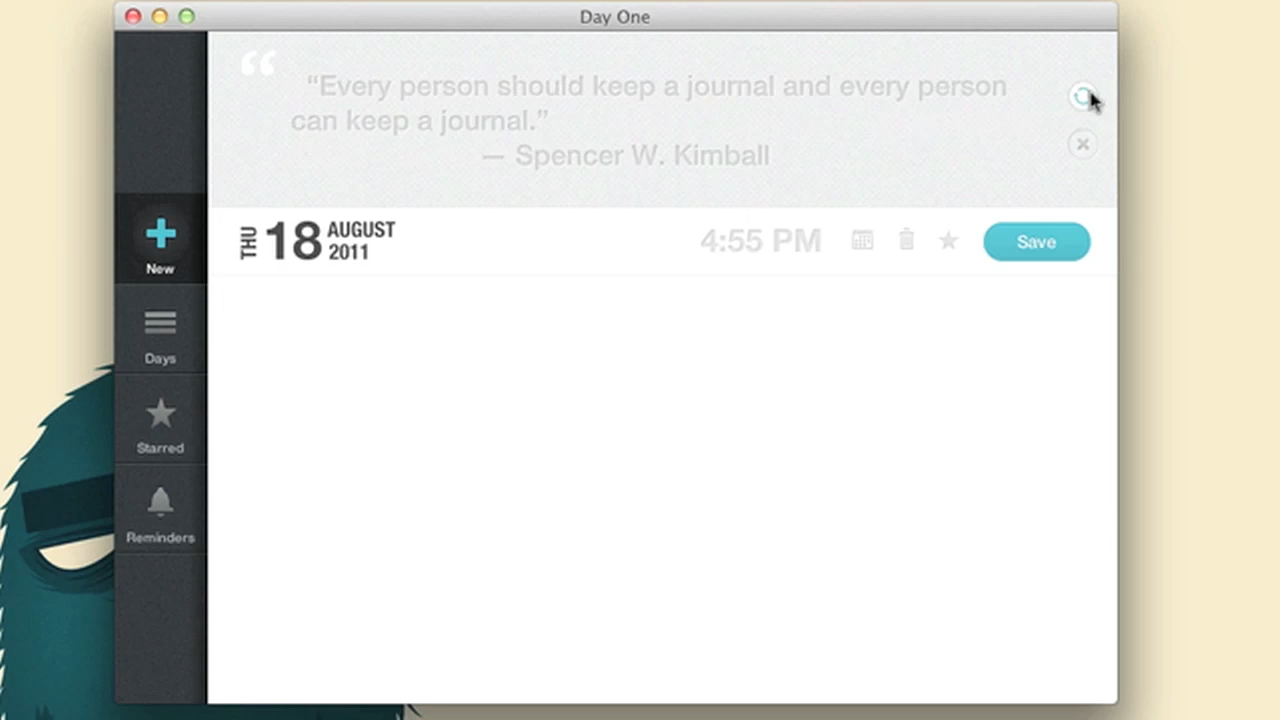 Day One
“Every person should keep a journal and every person
can keep a journal.”
— Spencer W. Kimball
THU 18 AUGUST 2011
4:55 PM
Save
New
Days
Starred
Reminders